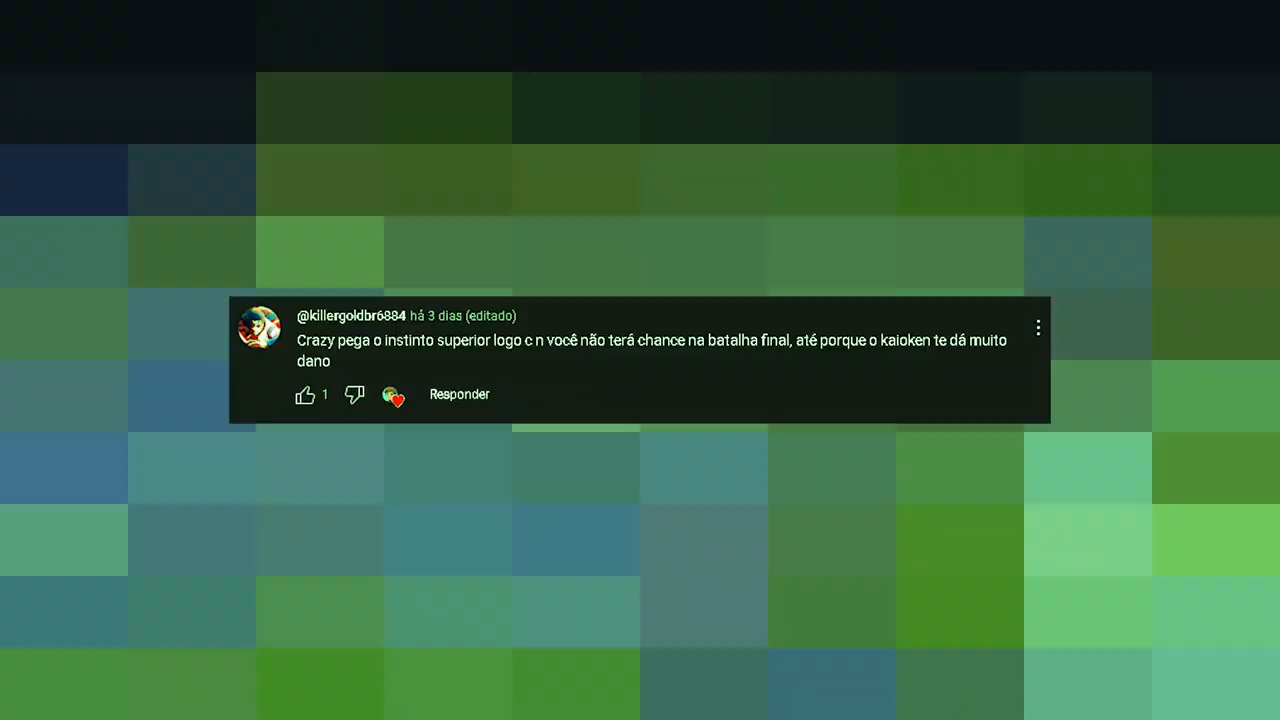 @killergoldbr6884 há 3 dias (editado)
Crazy pega o instinto superior logo c n você não terá chance na batalha final, até porque o kaioken te dá muito
dano
1 Responder